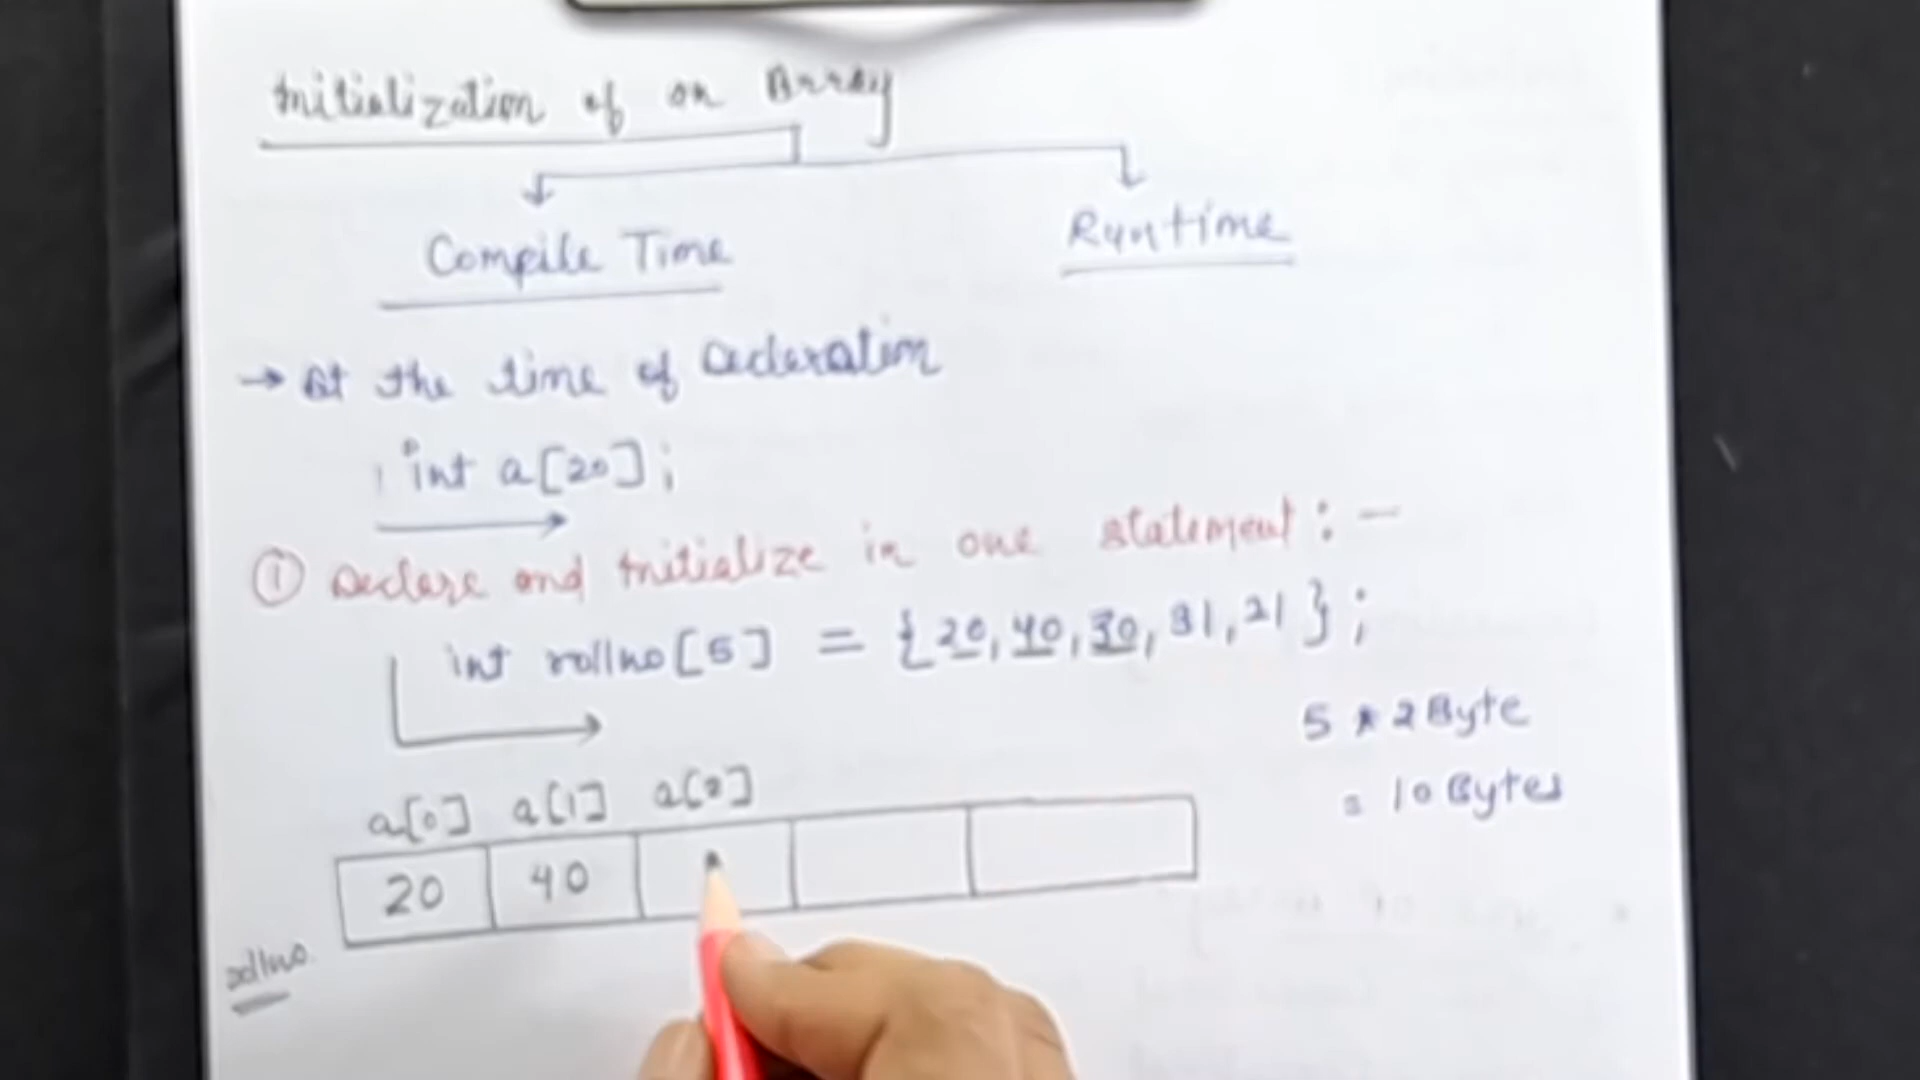 Initialization of an Array
Compile Time
Runtime
→ At the time of Decleration
int a[20];
① Declare and Initialize in one statement : -
int rollno[5] = {20, 40, 30, 31, 21};
5 * 2 Byte
= 10 Bytes
a[0] a[1] a[2]
20 40
rollno.